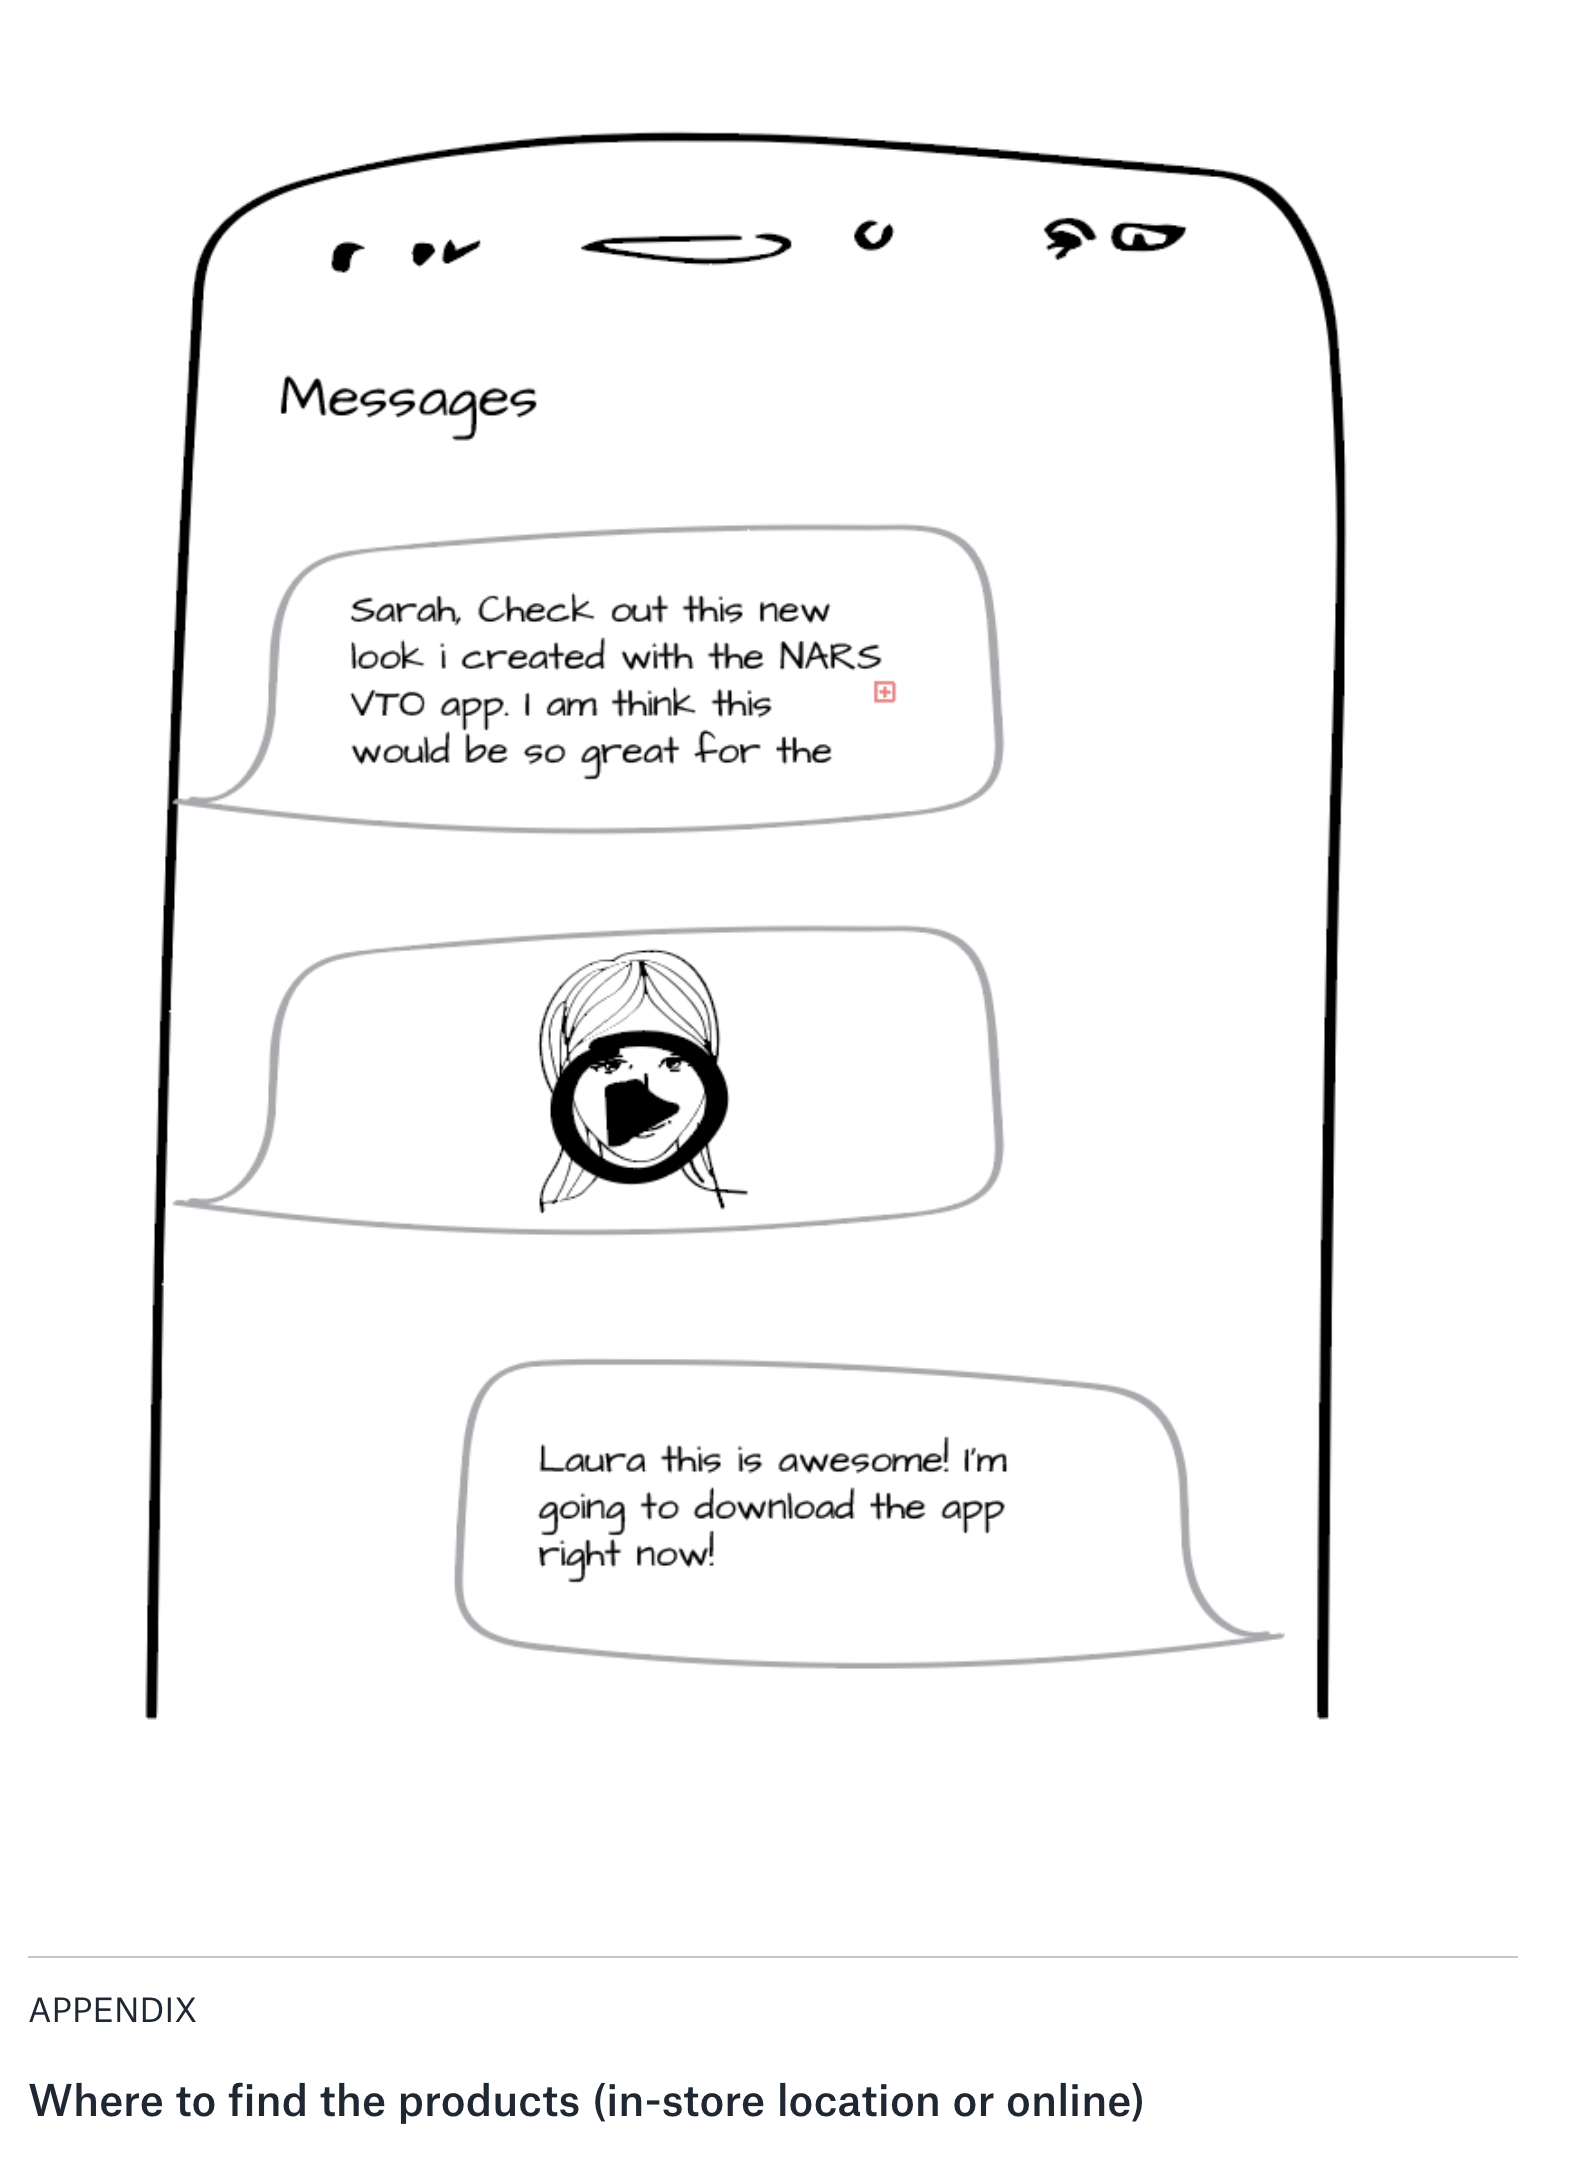 Messages
Sarah, Check out this new
look i created with the NARS
VTO app. I am think this
would be so great for the
Laura this is awesome! I'm
going to download the app
right now!
APPENDIX
Where to find the products (in-store location or online)